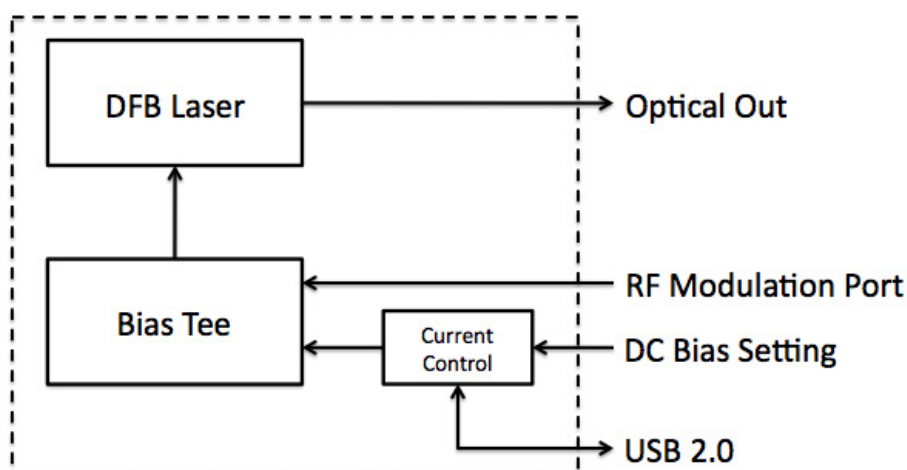 DFB Laser
Optical Out
Bias Tee
RF Modulation Port
Current
Control
DC Bias Setting
USB 2.0